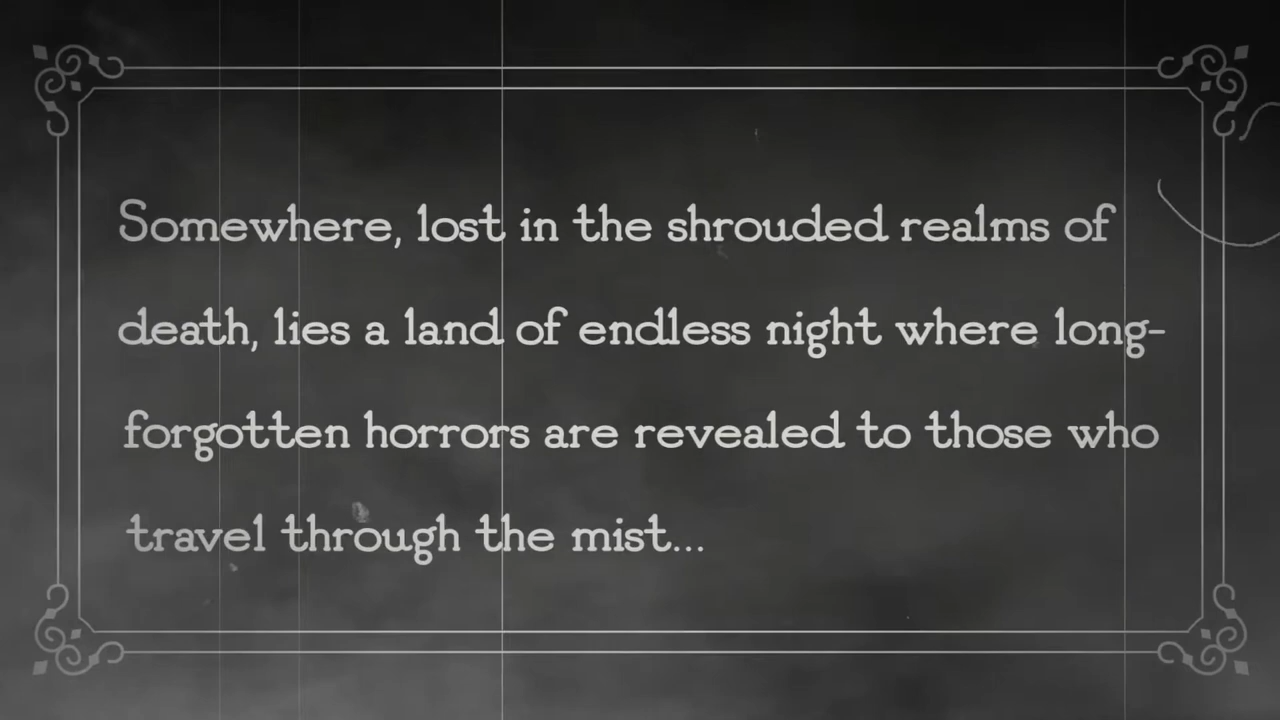 Somewhere, lost in the shrouded realms of
death, lies a land of endless night where long-
forgotten horrors are revealed to those who
travel through the mist...